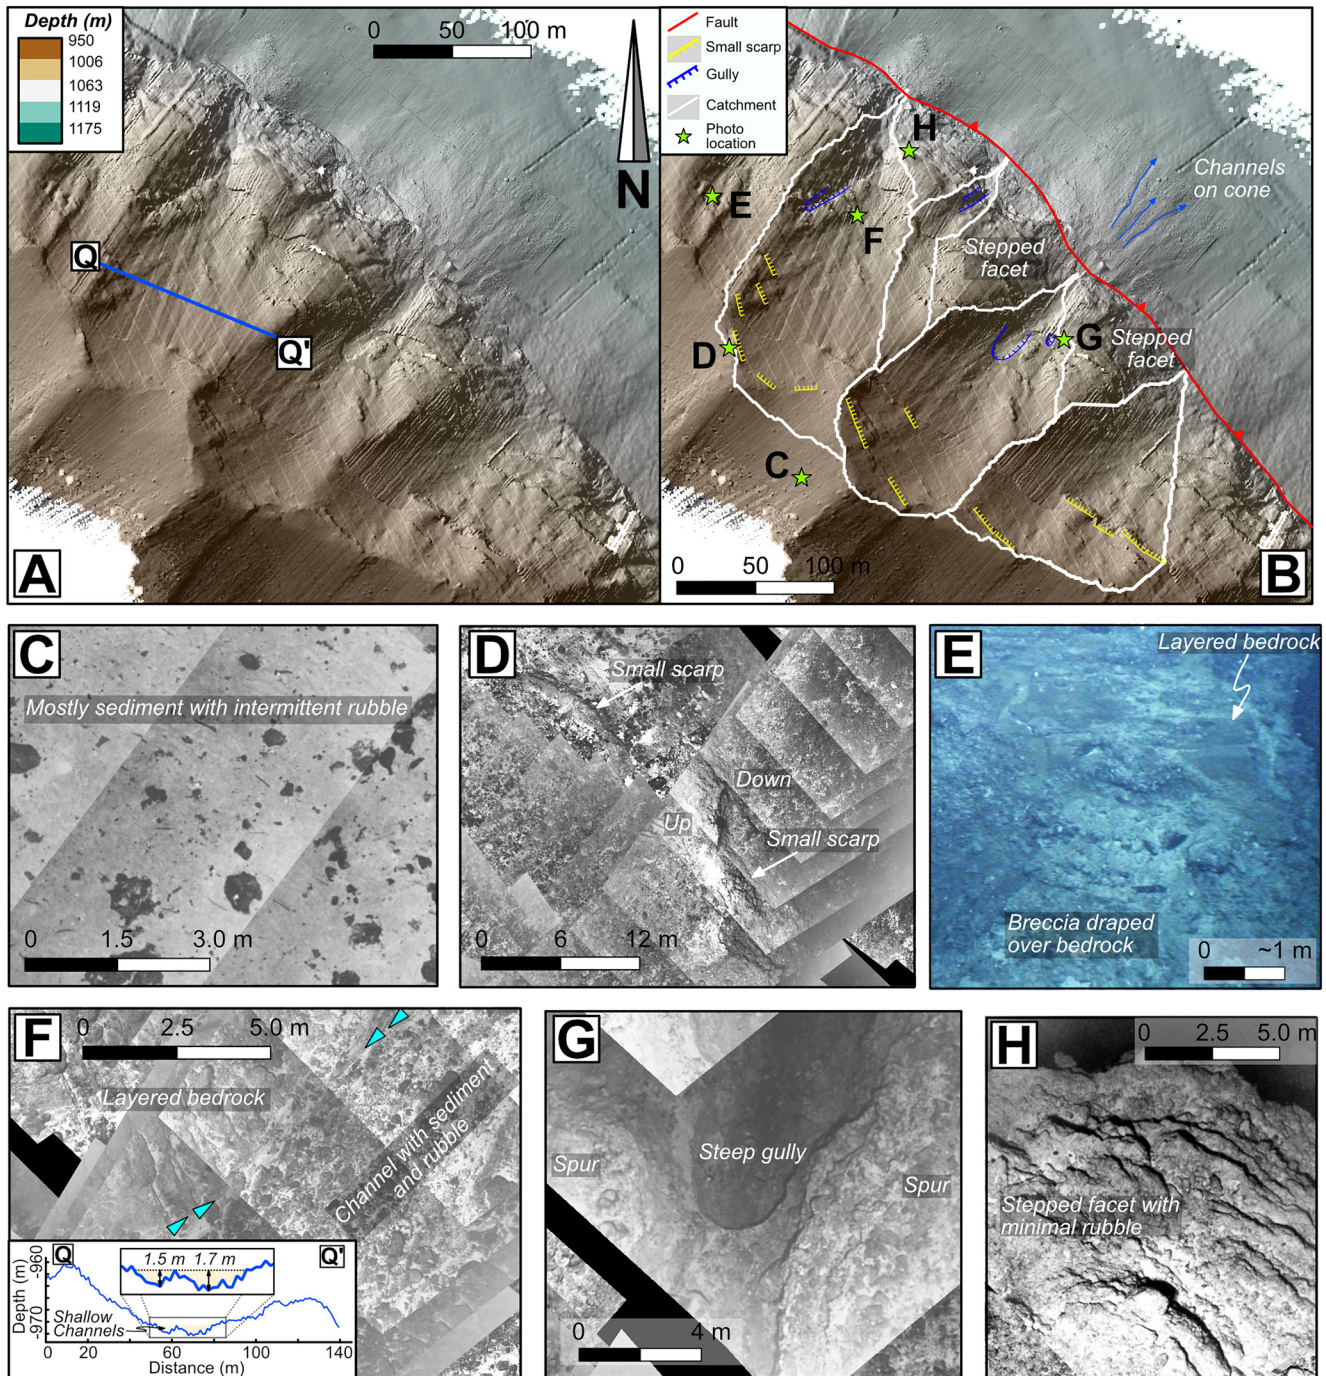 Depth (m)
950
1006
1063
1119
1175
0 50 100 m
N
Q
Q'
A
Fault
Small scarp
Gully
Catchment
Photo
location
H
E
F
D
C
G
Channels
on cone
Stepped
facet
Stepped
facet
0 50 100 m
B
C
Mostly sediment with intermittent rubble
0 1.5 3.0 m
D
Small scarp
Down
Up
Small scarp
0 6 12 m
E
Layered bedrock
Breccia draped
over bedrock
0 ~1 m
F
0 2.5 5.0 m
Layered bedrock
Channel with sediment
and rubble
Q
Q'
1.5 m 1.7 m
Depth (m)
-960
-970
Shallow
Channels
0 20 60 100 140
Distance (m)
G
Spur
Steep gully
Spur
0 4 m
H
0 2.5 5.0 m
Stepped facet with
minimal rubble